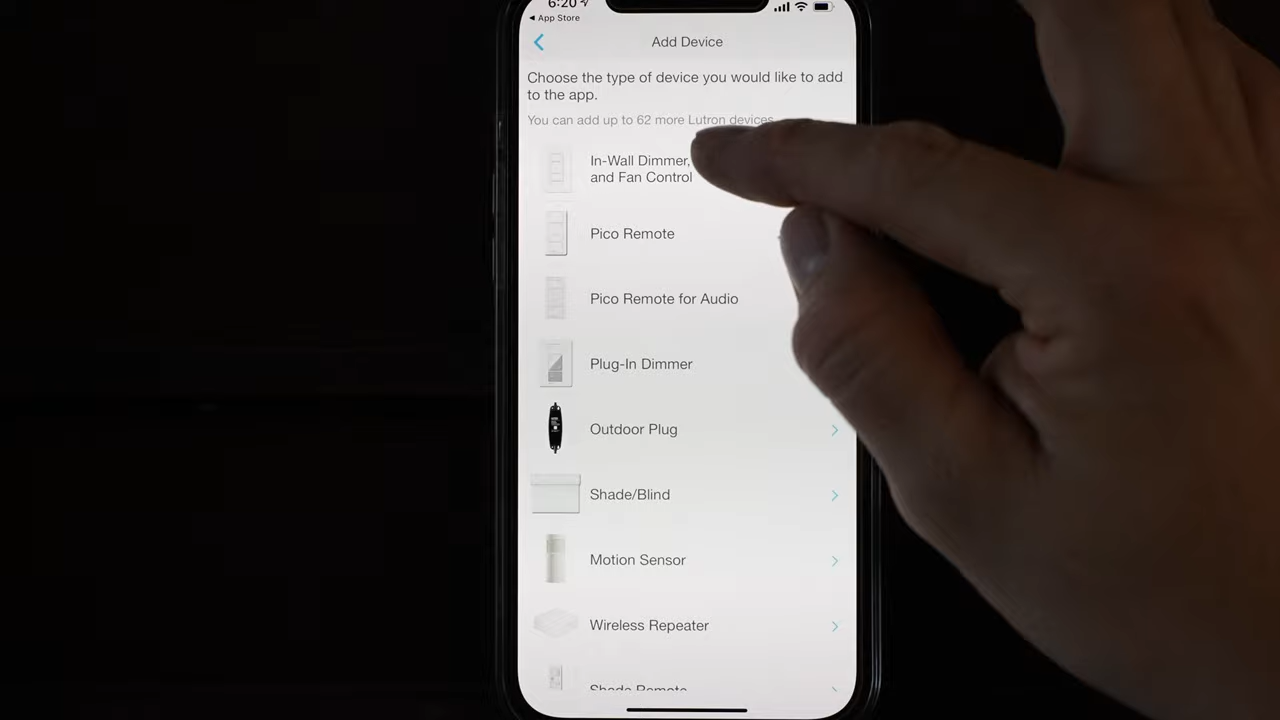 6:20
App Store
Add Device
Choose the type of device you would like to add
to the app.
You can add up to 62 more Lutron devices
In-Wall Dimmer,
and Fan Control
Pico Remote
Pico Remote for Audio
Plug-In Dimmer
Outdoor Plug
Shade/Blind
Motion Sensor
Wireless Repeater
Shade Remote